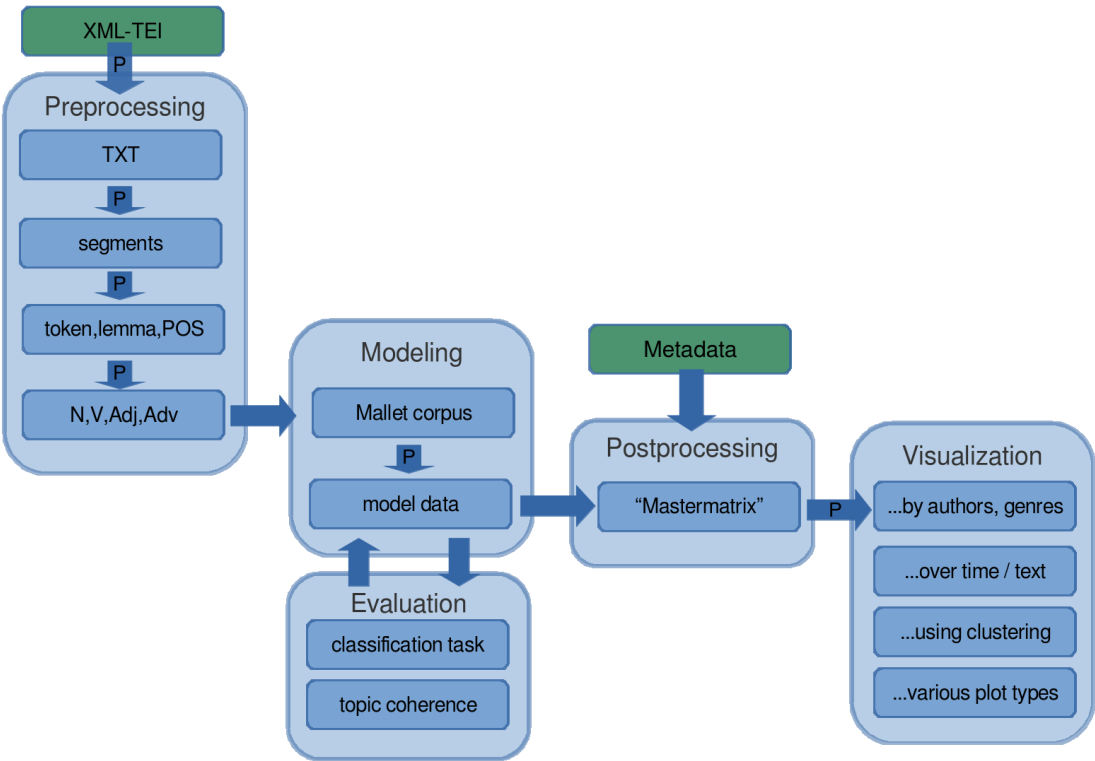 XML-TEI
P
Preprocessing
TXT
P
segments
P
token,lemma,POS
P
N,V,Adj,Adv
Modeling
Mallet corpus
P
model data
Evaluation
classification task
topic coherence
Metadata
Postprocessing
“Mastermatrix”
P
Visualization
...by authors, genres
...over time / text
...using clustering
...various plot types